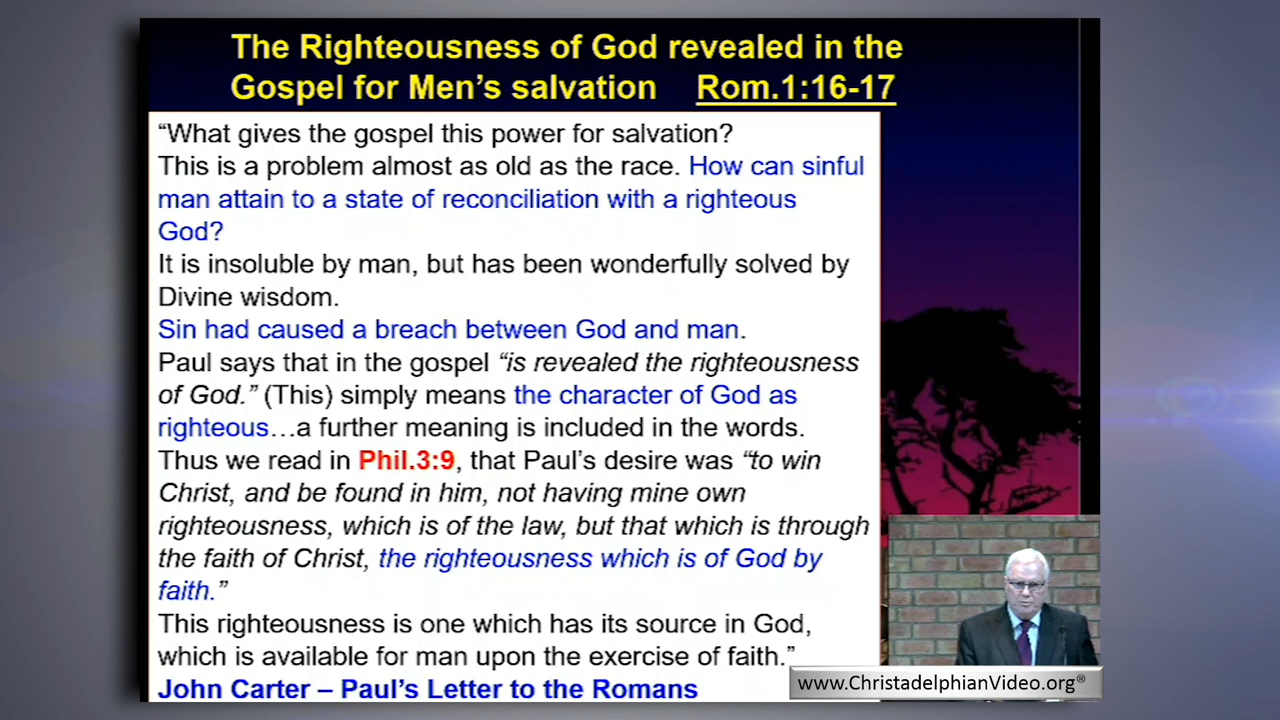 The Righteousness of God revealed in the
Gospel for Men's salvation Rom.1:16-17
“What gives the gospel this power for salvation?
This is a problem almost as old as the race. How can sinful
man attain to a state of reconciliation with a righteous
God?
It is insoluble by man, but has been wonderfully solved by
Divine wisdom.
Sin had caused a breach between God and man.
Paul says that in the gospel “is revealed the righteousness
of God.” (This) simply means the character of God as
righteous…a further meaning is included in the words.
Thus we read in Phil.3:9, that Paul's desire was “to win
Christ, and be found in him, not having mine own
righteousness, which is of the law, but that which is through
the faith of Christ, the righteousness which is of God by
faith.”
This righteousness is one which has its source in God,
which is available for man upon the exercise of faith.”
John Carter – Paul's Letter to the Romans
www.ChristadelphianVideo.org®